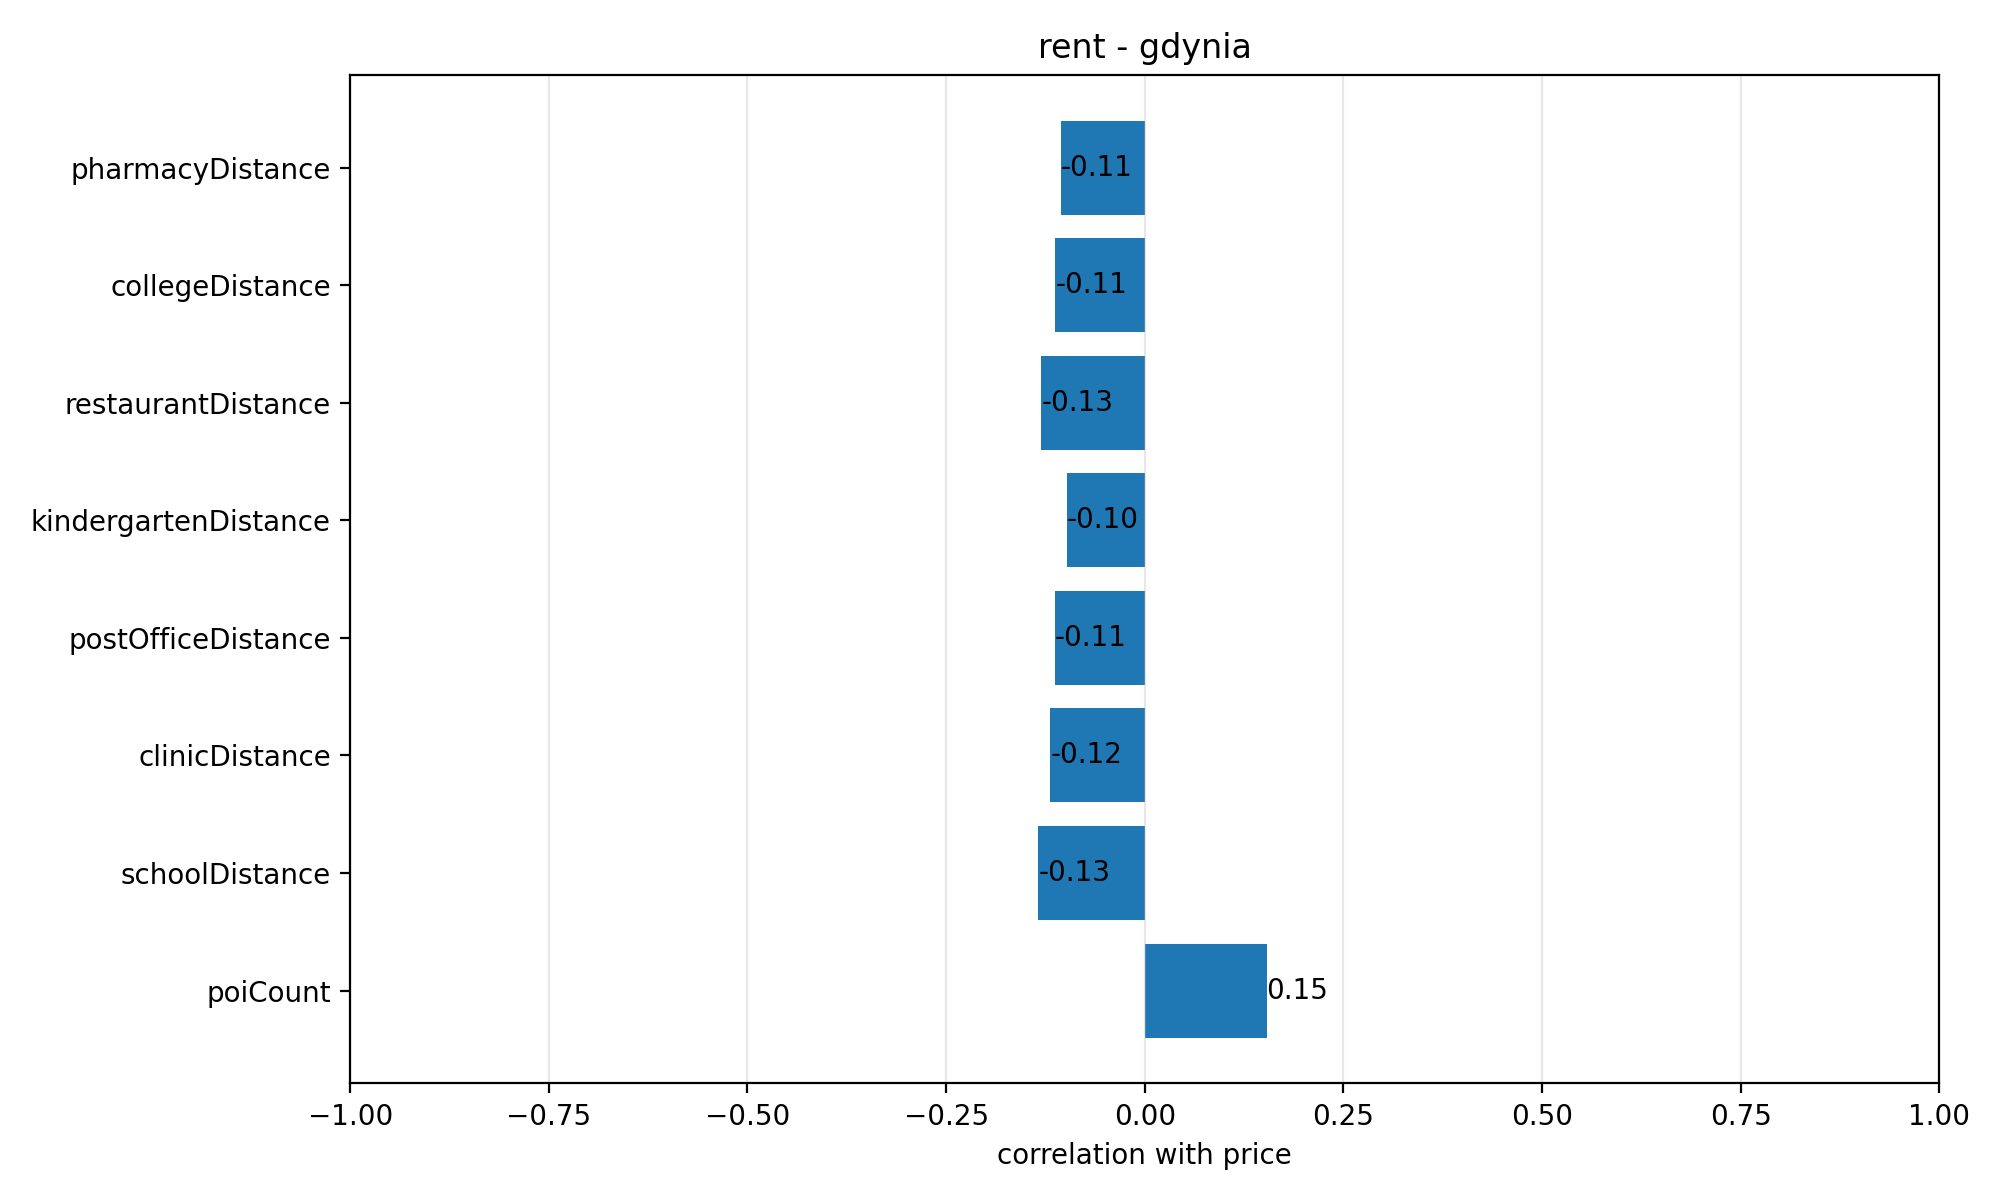 rent - gdynia
pharmacyDistance
-0.11
collegeDistance
-0.11
restaurantDistance
-0.13
kindergartenDistance
-0.10
postOfficeDistance
-0.11
clinicDistance
-0.12
schoolDistance
-0.13
poiCount
0.15
−1.00 −0.75 −0.50 −0.25 0.00 0.25 0.50 0.75 1.00
correlation with price